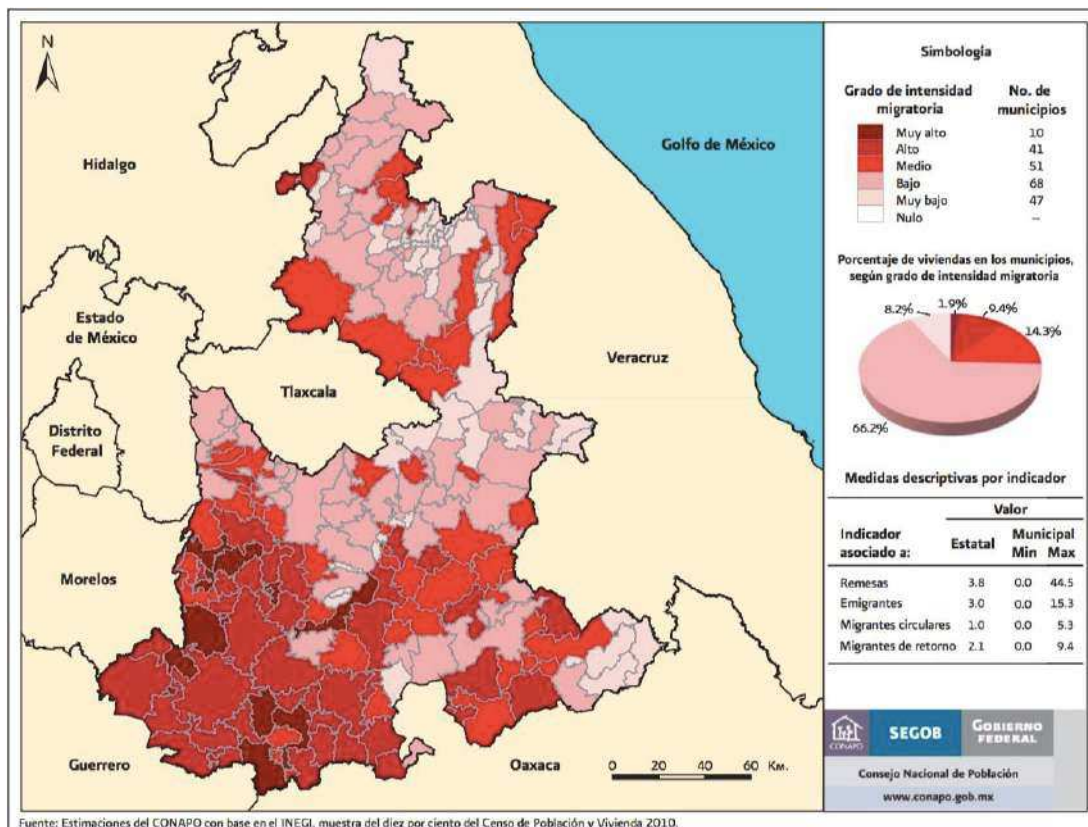 N
Hidalgo
Golfo de México
Estado
de México
Tlaxcala
Veracruz
Distrito
Federal
Morelos
Guerrero
Oaxaca
0 20 40 60 Km.
Simbología
Grado de intensidad migratoria No. de municipios
Muy alto 10
Alto 41
Medio 51
Bajo 68
Muy bajo 47
Nulo --
Porcentaje de viviendas en los municipios,
según grado de intensidad migratoria
8.2% 1.9% 9.4%
14.3%
66.2%
Medidas descriptivas por indicador
Valor
Indicador asociado a: Estatal Municipal Min Max
Remesas 3.8 0.0 44.5
Emigrantes 3.0 0.0 15.3
Migrantes circulares 1.0 0.0 5.3
Migrantes de retorno 2.1 0.0 9.4
CONAPO SEGOB GOBIERNO
FEDERAL
Consejo Nacional de Población
www.conapo.gob.mx
Fuente: Estimaciones del CONAPO con base en el INEGI, muestra del diez por ciento del Censo de Población y Vivienda 2010.